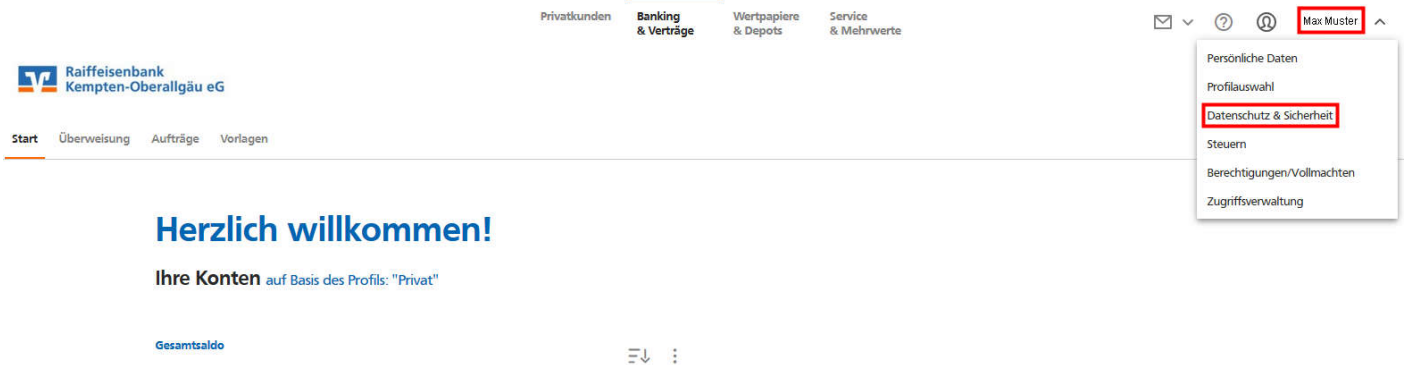 Privatkunden
Banking
& Verträge
Wertpapiere
& Depots
Service
& Mehrwerte
Max Muster
Persönliche Daten
Profilauswahl
Datenschutz & Sicherheit
Steuern
Berechtigungen/Vollmachten
Zugriffsverwaltung
Raiffeisenbank
Kempten-Oberallgäu eG
Start Überweisung Aufträge Vorlagen
Herzlich willkommen!
Ihre Konten auf Basis des Profils: "Privat"
Gesamtsaldo